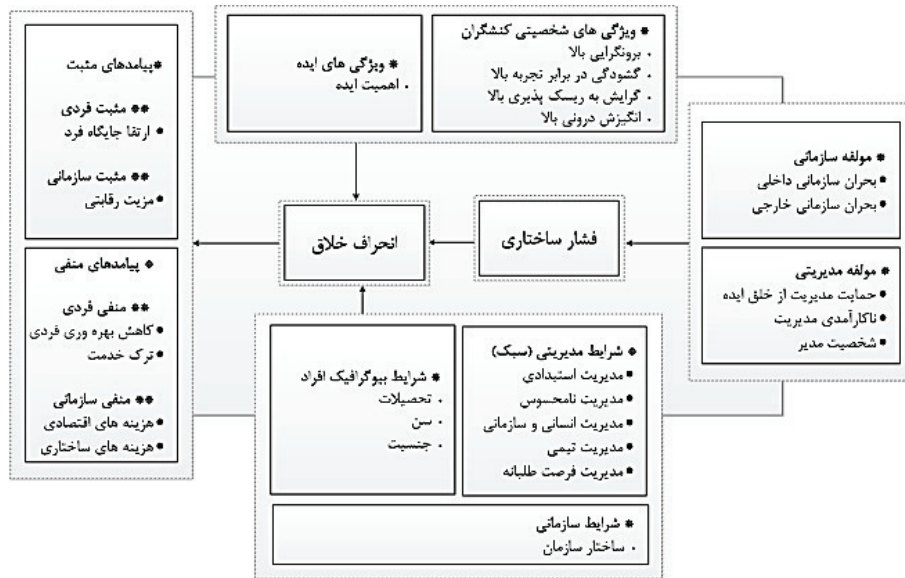 * ویژگی های شخصیتی کنشگران
. برونگرایی بالا
. گشودگی در برابر تجربه بالا
. گرایش به ریسک پذیری بالا
. انگیزش درونی بالا
* ویژگی های ایده
. اهمیت ایده
*پیامدهای مثبت
** مثبت فردی
• ارتقا جایگاه فرد
** مثبت سازمانی
• مزیت رقابتی
* مولفه سازمانی
• بحران سازمانی داخلی
• بحران سازمانی خارجی
* مولفه مدیریتی
• حمایت مدیریت از خلق ایده
• ناکارآمدی مدیریت
• شخصیت مدیر
فشار ساختاری
انحراف خلاق
* پیامدهای منفی
** منفی فردی
• کاهش بهره وری فردی
• ترک خدمت
** منفی سازمانی
• هزینه های اقتصادی
• هزینه های ساختاری
* شرایط مدیریتی (سبک)
■ مدیریت استبدادی
■ مدیریت نامحسوس
■ مدیریت انسانی و سازمانی
■ مدیریت تیمی
■ مدیریت فرصت طلبانه
* شرایط بیوگرافیک افراد
. تحصیلات
. سن
. جنسیت
* شرایط سازمانی
. ساختار سازمان